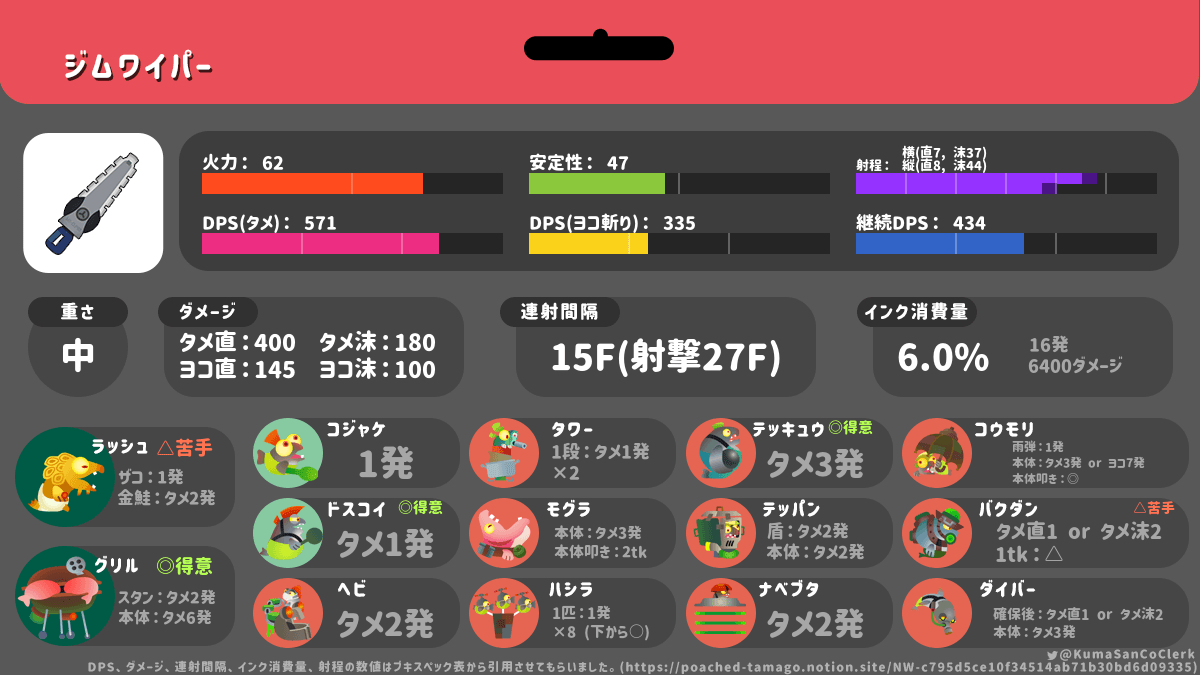 ジムワイパー
火力： 62
安定性： 47
横(直7, 沫37)
射程： 縦(直8, 沫44)
DPS(タメ)： 571
DPS(ヨコ斬り)： 335
継続DPS： 434
重さ
中
ダメージ
タメ直：400 タメ沫：180
ヨコ直：145 ヨコ沫：100
連射間隔
15F(射撃27F)
インク消費量
6.0%
16発
6400ダメージ
ラッシュ △苦手
ザコ：1発
金鮭：タメ2発
グリル ◎得意
スタン：タメ2発
本体：タメ6発
コジャケ
1発
ドスコイ ◎得意
タメ1発
ヘビ
タメ2発
タワー
1段：タメ1発
×2
モグラ
本体：タメ3発
本体叩き：2tk
ハシラ
1匹：1発
×8 (下から○)
テッキュウ ◎得意
タメ3発
テッパン
盾：タメ2発
本体：タメ2発
ナベブタ
タメ2発
コウモリ
雨弾：1発
本体：タメ3発 or ヨコ7発
本体叩き：◎
バクダン △苦手
タメ直1 or タメ沫2
1tk：△
ダイバー
確保後：タメ直1 or タメ沫2
本体：タメ3発
@KumaSanCoClerk
DPS、ダメージ、連射間隔、インク消費量、射程の数値はブキスペック表から引用させてもらいました。(https://poached-tamago.notion.site/NW-c795d5ce10f34514ab71b30bd6d09335)